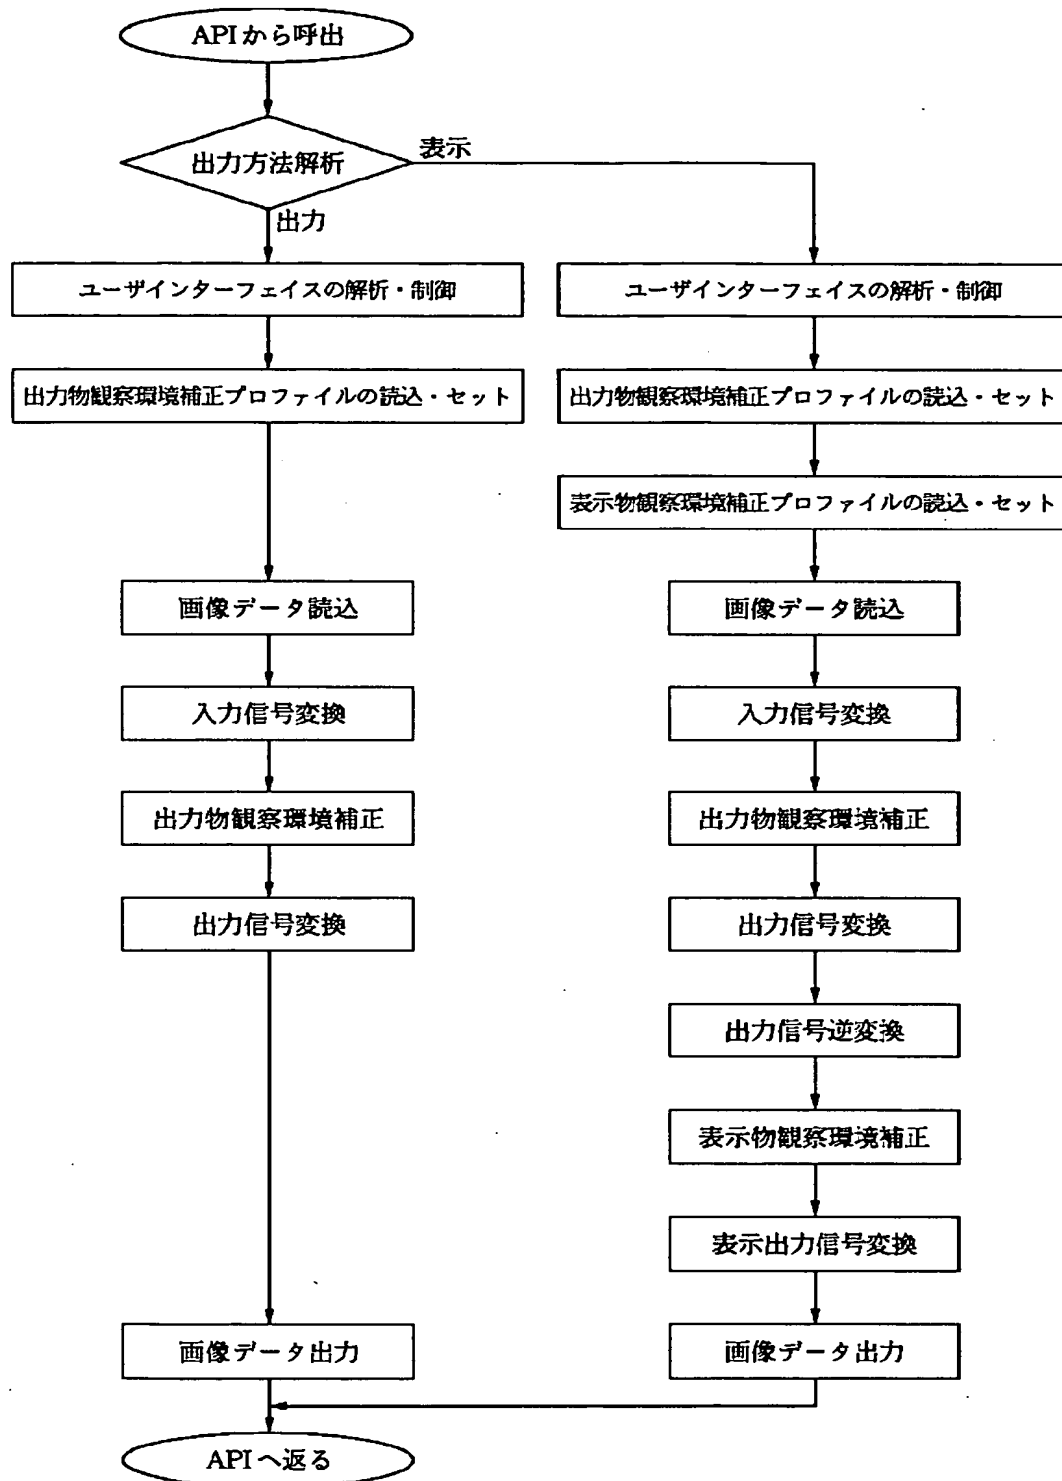 APIから呼出
出力方法解析
表示
出力
ユーザインターフェイスの解析・制御
出力物観察環境補正プロファイルの読込・セット
画像データ読込
入力信号変換
出力物観察環境補正
出力信号変換
画像データ出力
ユーザインターフェイスの解析・制御
出力物観察環境補正プロファイルの読込・セット
表示物観察環境補正プロファイルの読込・セット
画像データ読込
入力信号変換
出力物観察環境補正
出力信号変換
出力信号逆変換
表示物観察環境補正
表示出力信号変換
画像データ出力
APIへ返る